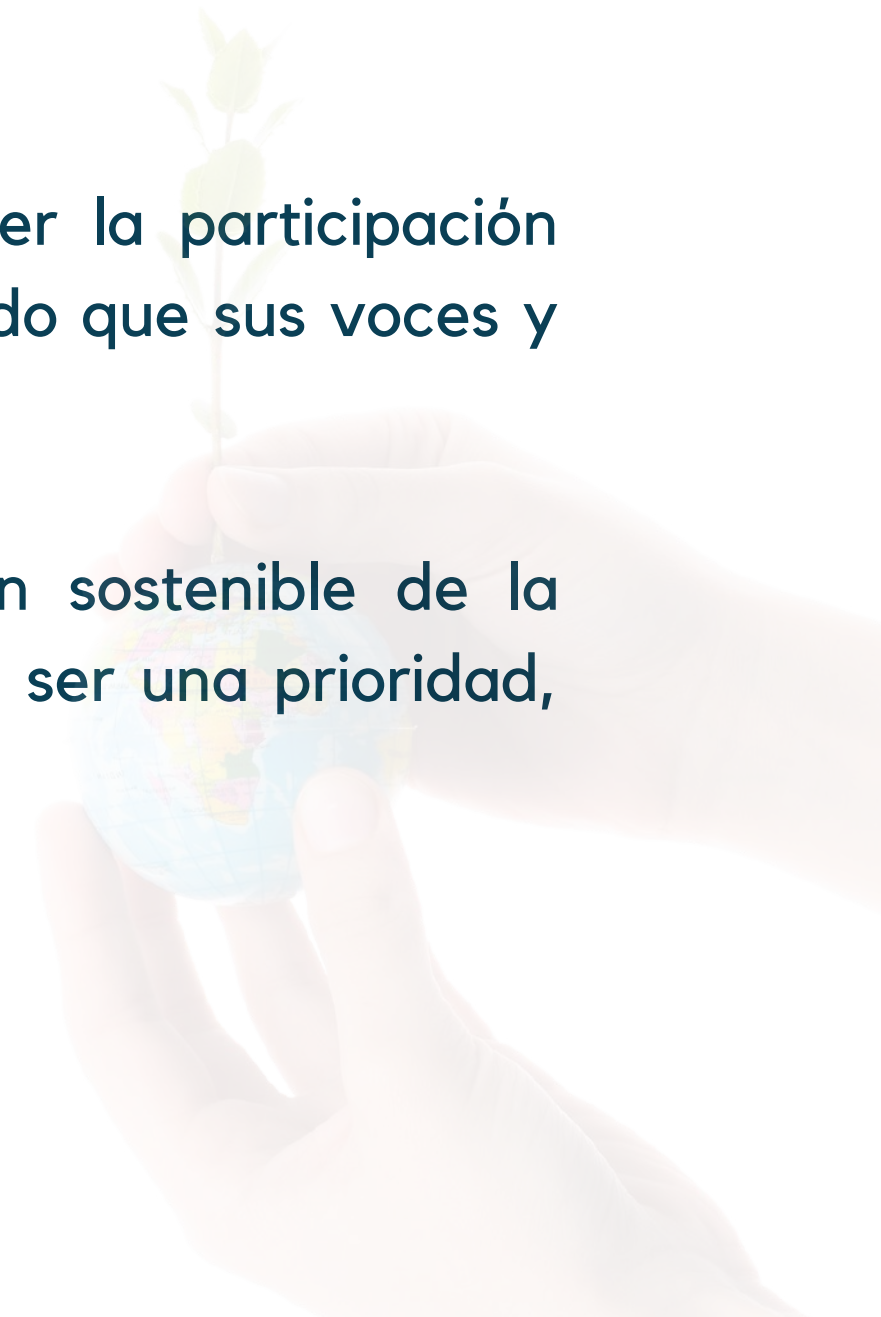 er la participación
do que sus voces y
n sostenible de la
ser una prioridad,